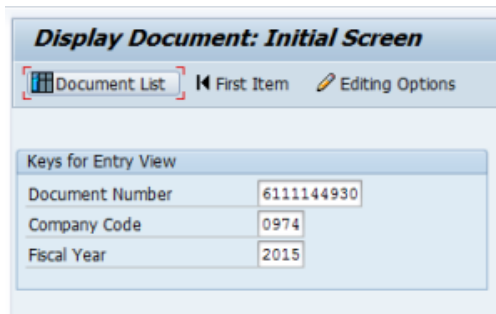 Display Document: Initial Screen
Document List First Item Editing Options
Keys for Entry View
Document Number 6111144930
Company Code 0974
Fiscal Year 2015